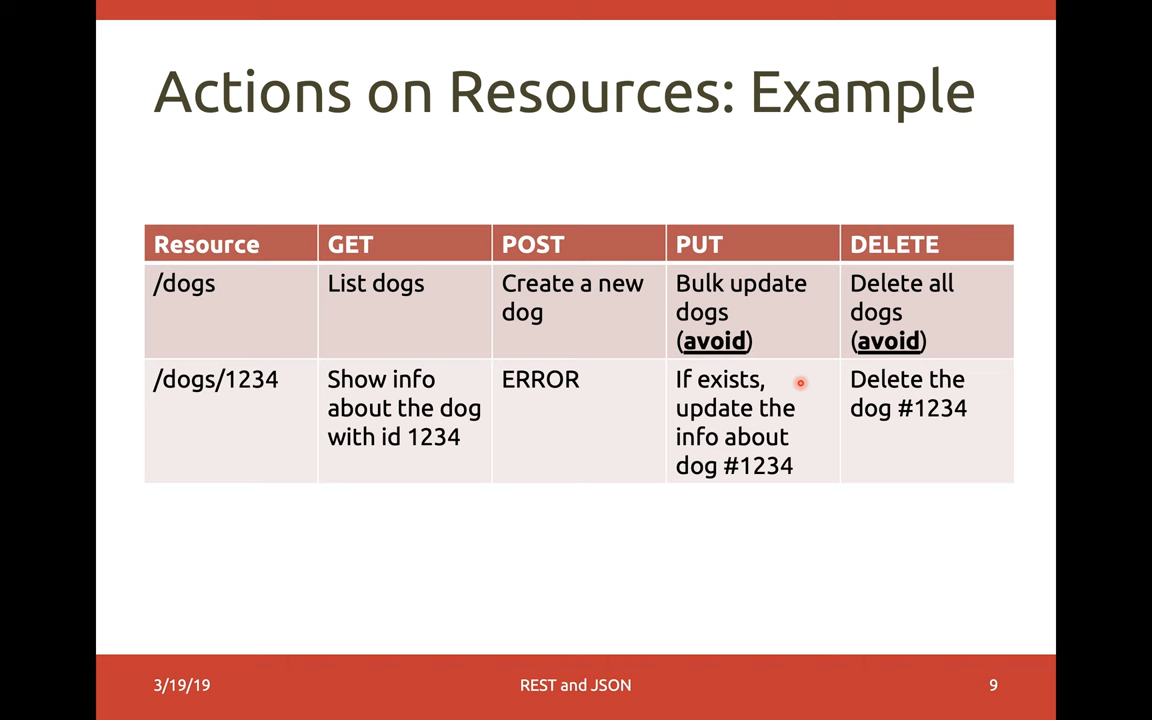 Actions on Resources: Example
Resource GET POST PUT DELETE
/dogs List dogs Create a new dog Bulk update dogs (avoid) Delete all dogs (avoid)
/dogs/1234 Show info about the dog with id 1234 ERROR If exists, update the info about dog #1234 Delete the dog #1234
3/19/19 REST and JSON 9